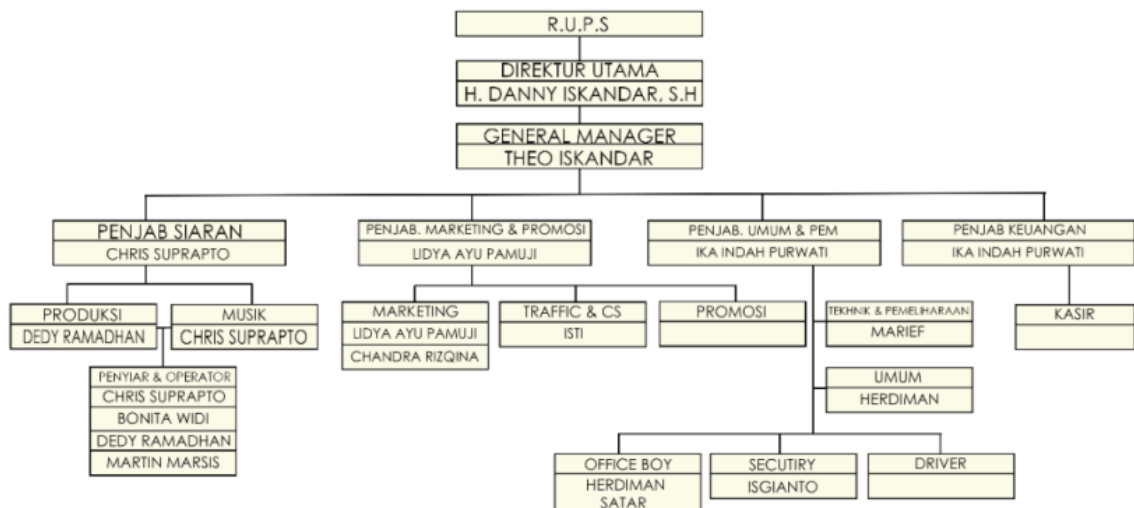 R.U.P.S
DIREKTUR UTAMA
H. DANNY ISKANDAR, S.H
GENERAL MANAGER
THEO ISKANDAR
PENJAB SIARAN
CHRIS SUPRAPTO
PENJAB. MARKETING & PROMOSI
LIDYA AYU PAMUJI
PENJAB. UMUM & PEM
IKA INDAH PURWATI
PENJAB KEUANGAN
IKA INDAH PURWATI
PRODUKSI
DEDY RAMADHAN
MUSIK
CHRIS SUPRAPTO
PENYIAR & OPERATOR
CHRIS SUPRAPTO
BONITA WIDI
DEDY RAMADHAN
MARTIN MARSIS
MARKETING
LIDYA AYU PAMUJI
CHANDRA RIZQINA
TRAFFIC & CS
ISTI
PROMOSI
TEKHNIK & PEMELIHARAAN
MARIEF
UMUM
HERDIMAN
KASIR
OFFICE BOY
HERDIMAN
SATAR
SECUTIRY
ISGIANTO
DRIVER